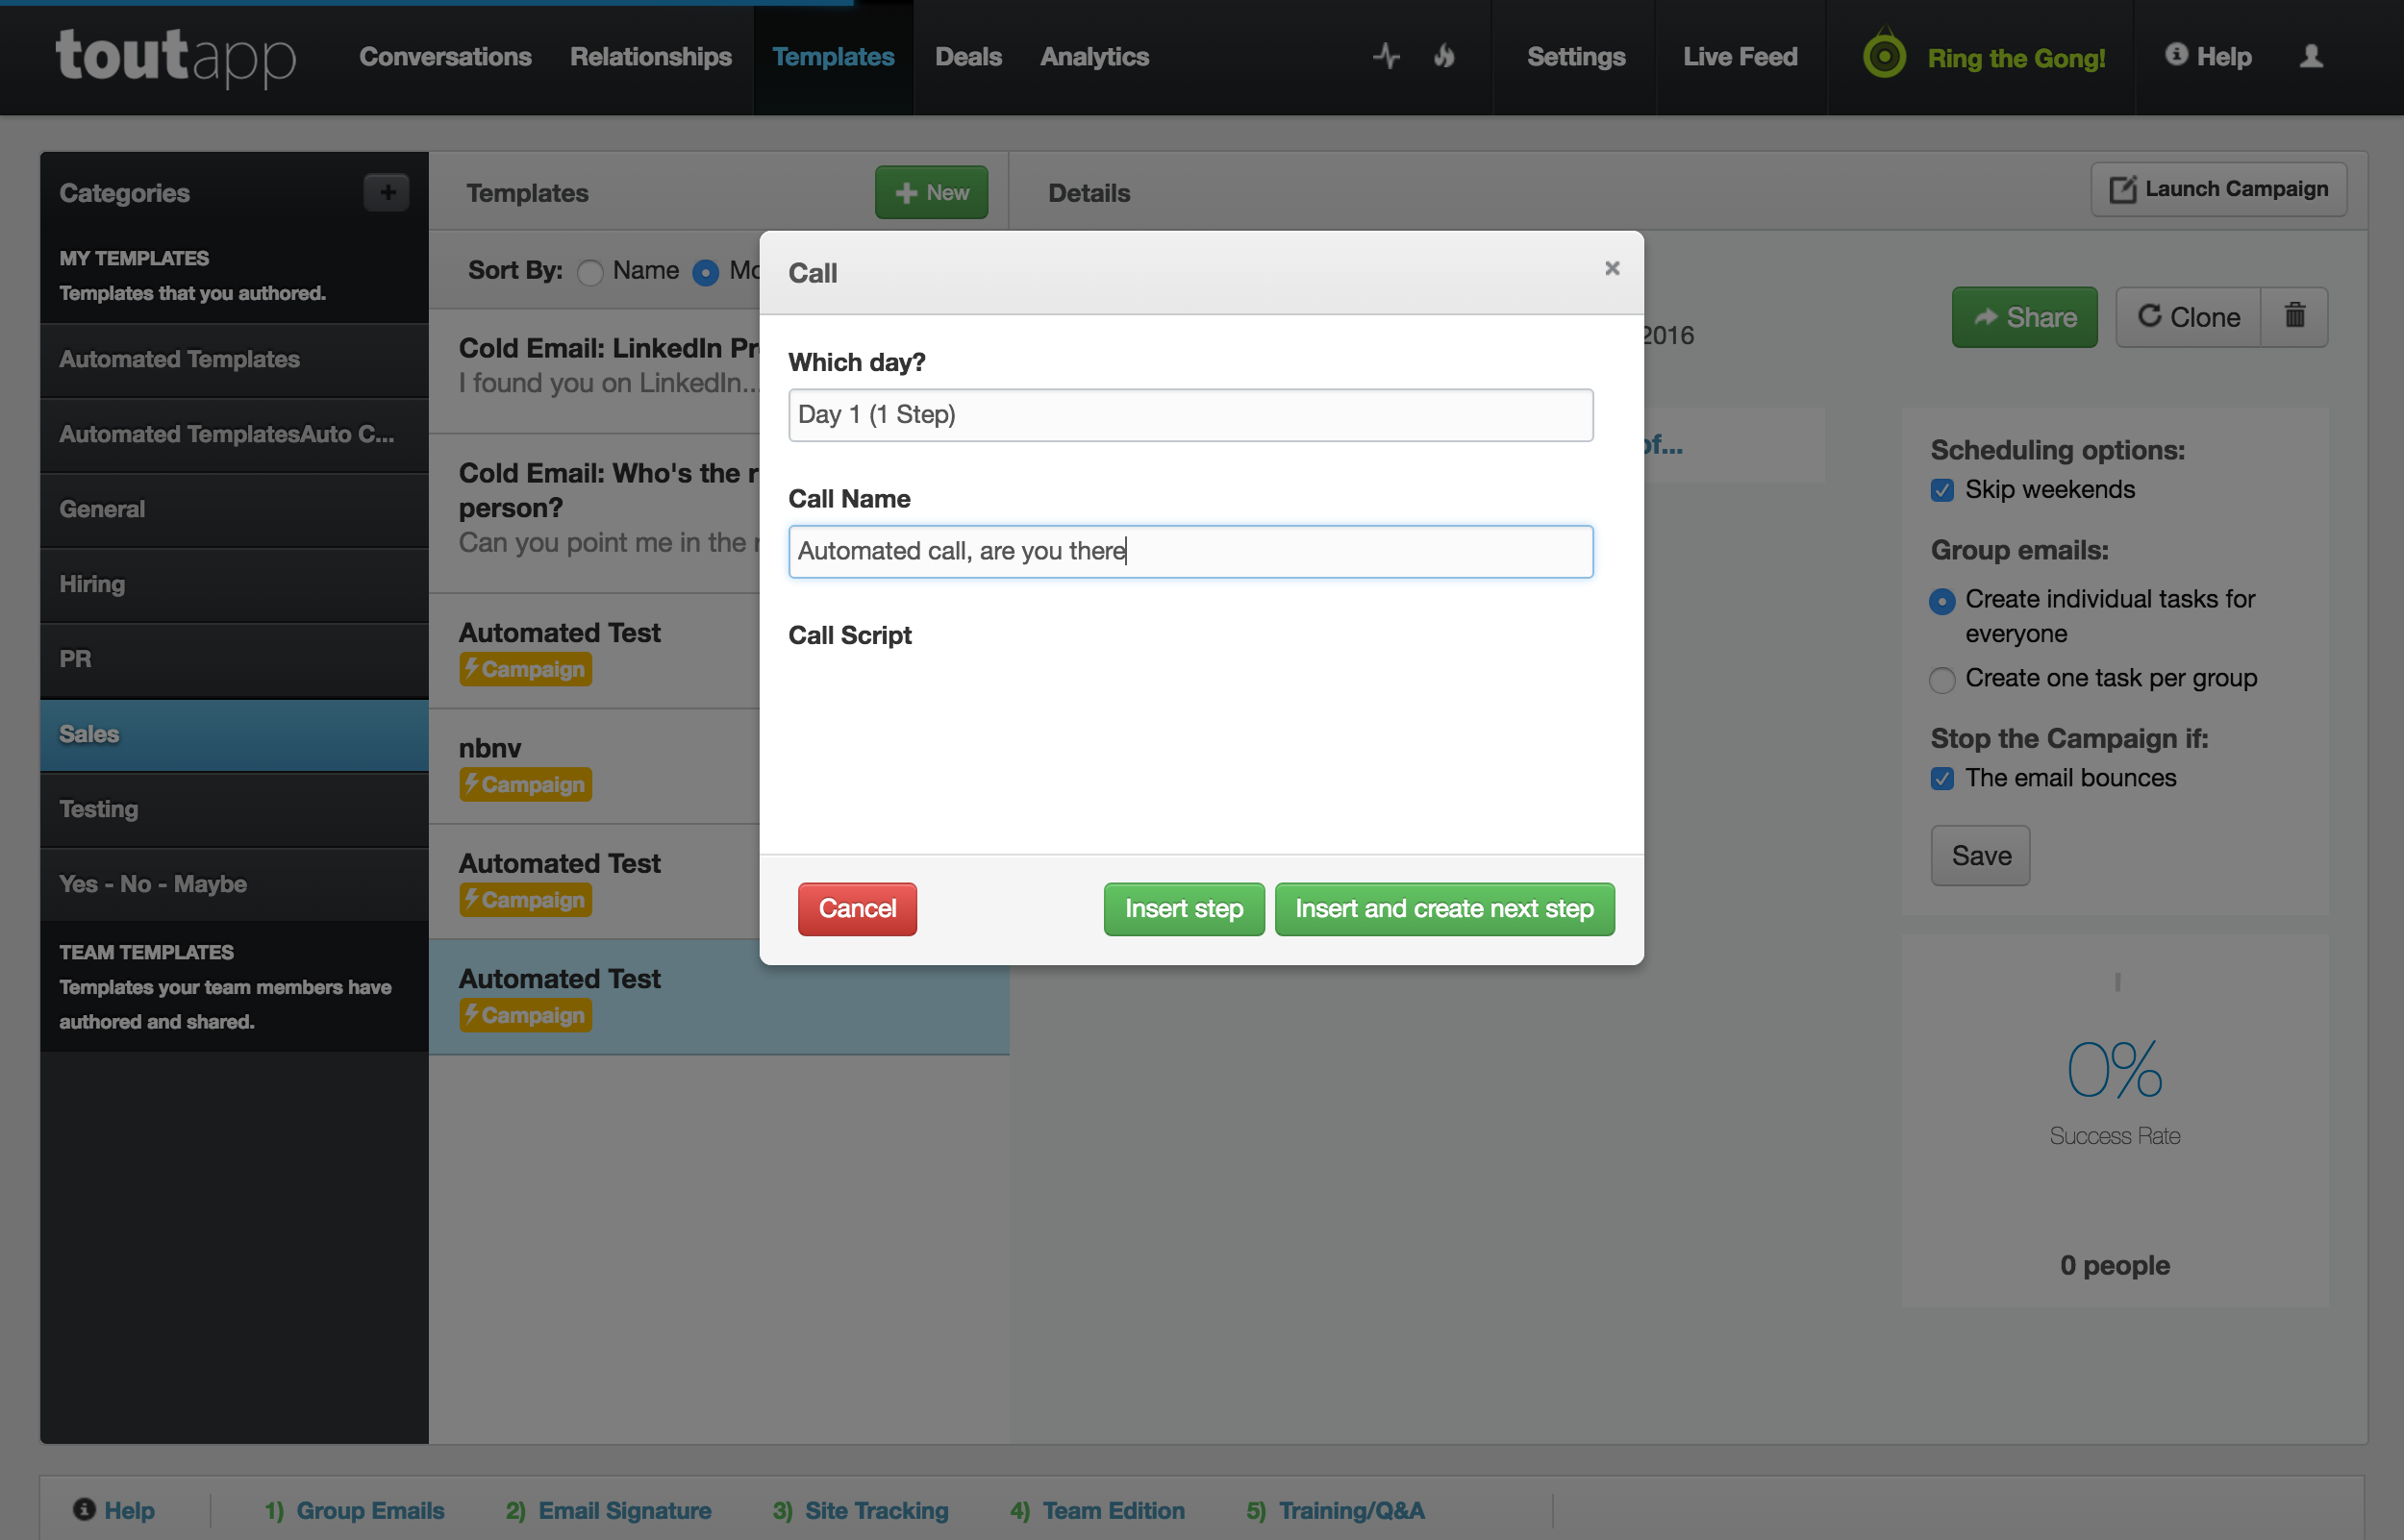 toutapp
Conversations Relationships Templates Deals Analytics Settings Live Feed Ring the Gong! Help
Categories
MY TEMPLATES
Templates that you authored.
Automated Templates
Automated TemplatesAuto C...
General
Hiring
PR
Sales
Testing
Yes - No - Maybe
TEAM TEMPLATES
Templates your team members have
authored and shared.
Templates
New
Sort By: Name
Cold Email: LinkedIn
I found you on LinkedIn...
Cold Email: Who's the
person?
Can you point me in the
Automated Test
Campaign
nbnv
Campaign
Automated Test
Campaign
Automated Test
Campaign
Details
Launch Campaign
2016
Share
Clone
of...
Scheduling options:
Skip weekends
Group emails:
Create individual tasks for
everyone
Create one task per group
Stop the Campaign if:
The email bounces
Save
0%
Success Rate
0 people
Call
×
Which day?
Day 1 (1 Step)
Call Name
Automated call, are you there
Call Script
Cancel
Insert step
Insert and create next step
Help
1) Group Emails
2) Email Signature
3) Site Tracking
4) Team Edition
5) Training/Q&A